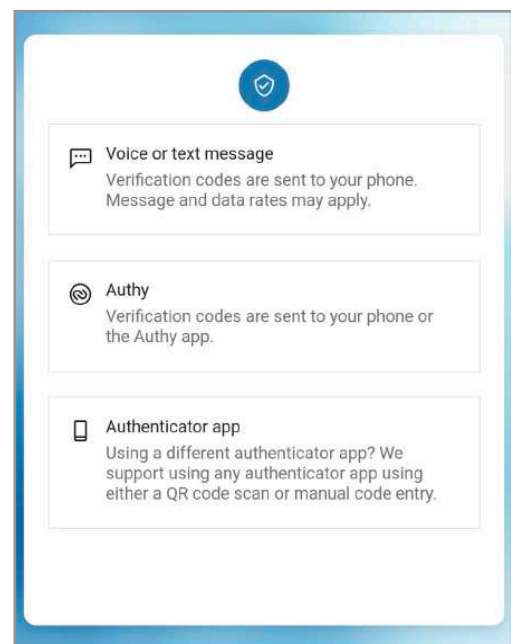 Voice or text message
Verification codes are sent to your phone.
Message and data rates may apply.
Authy
Verification codes are sent to your phone or
the Authy app.
Authenticator app
Using a different authenticator app? We
support using any authenticator app using
either a QR code scan or manual code entry.